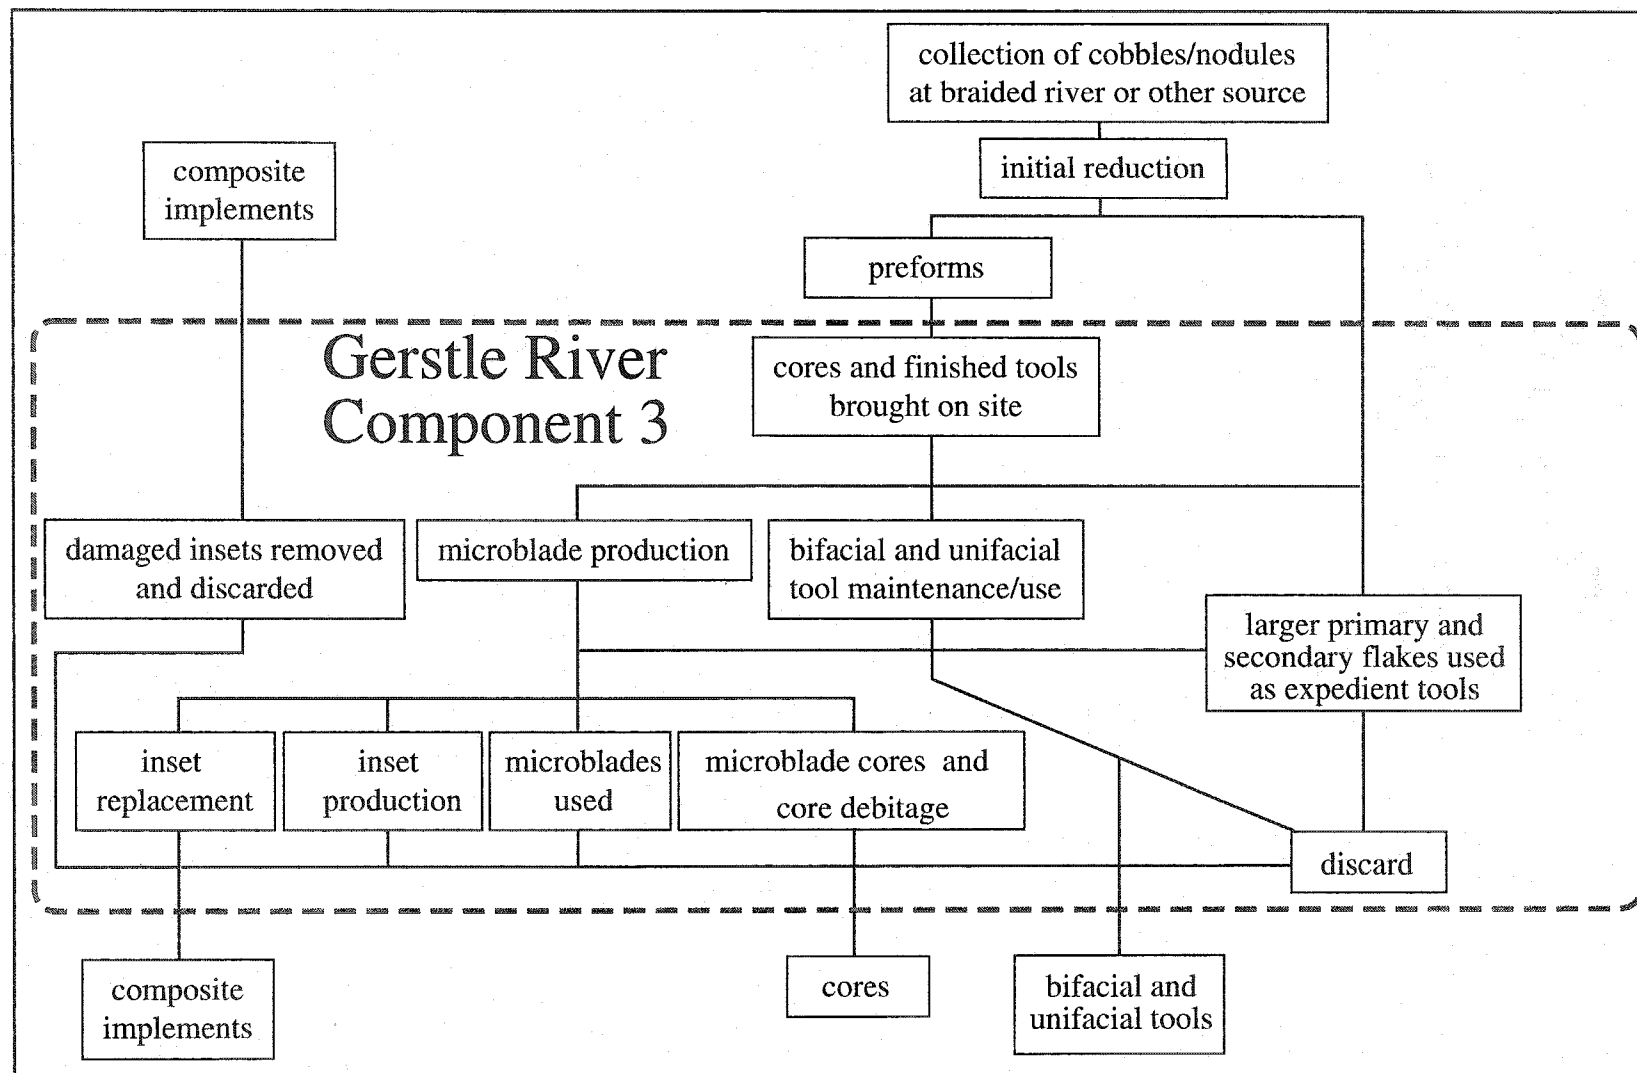 collection of cobbles/nodules
at braided river or other source
initial reduction
composite
implements
preforms
Gerstle River
Component 3
cores and finished tools
brought on site
damaged insets removed
and discarded
microblade production
bifacial and unifacial
tool maintenance/use
larger primary and
secondary flakes used
as expedient tools
inset
replacement
inset
production
microblades
used
microblade cores and
core debitage
discard
composite
implements
cores
bifacial and
unifacial tools